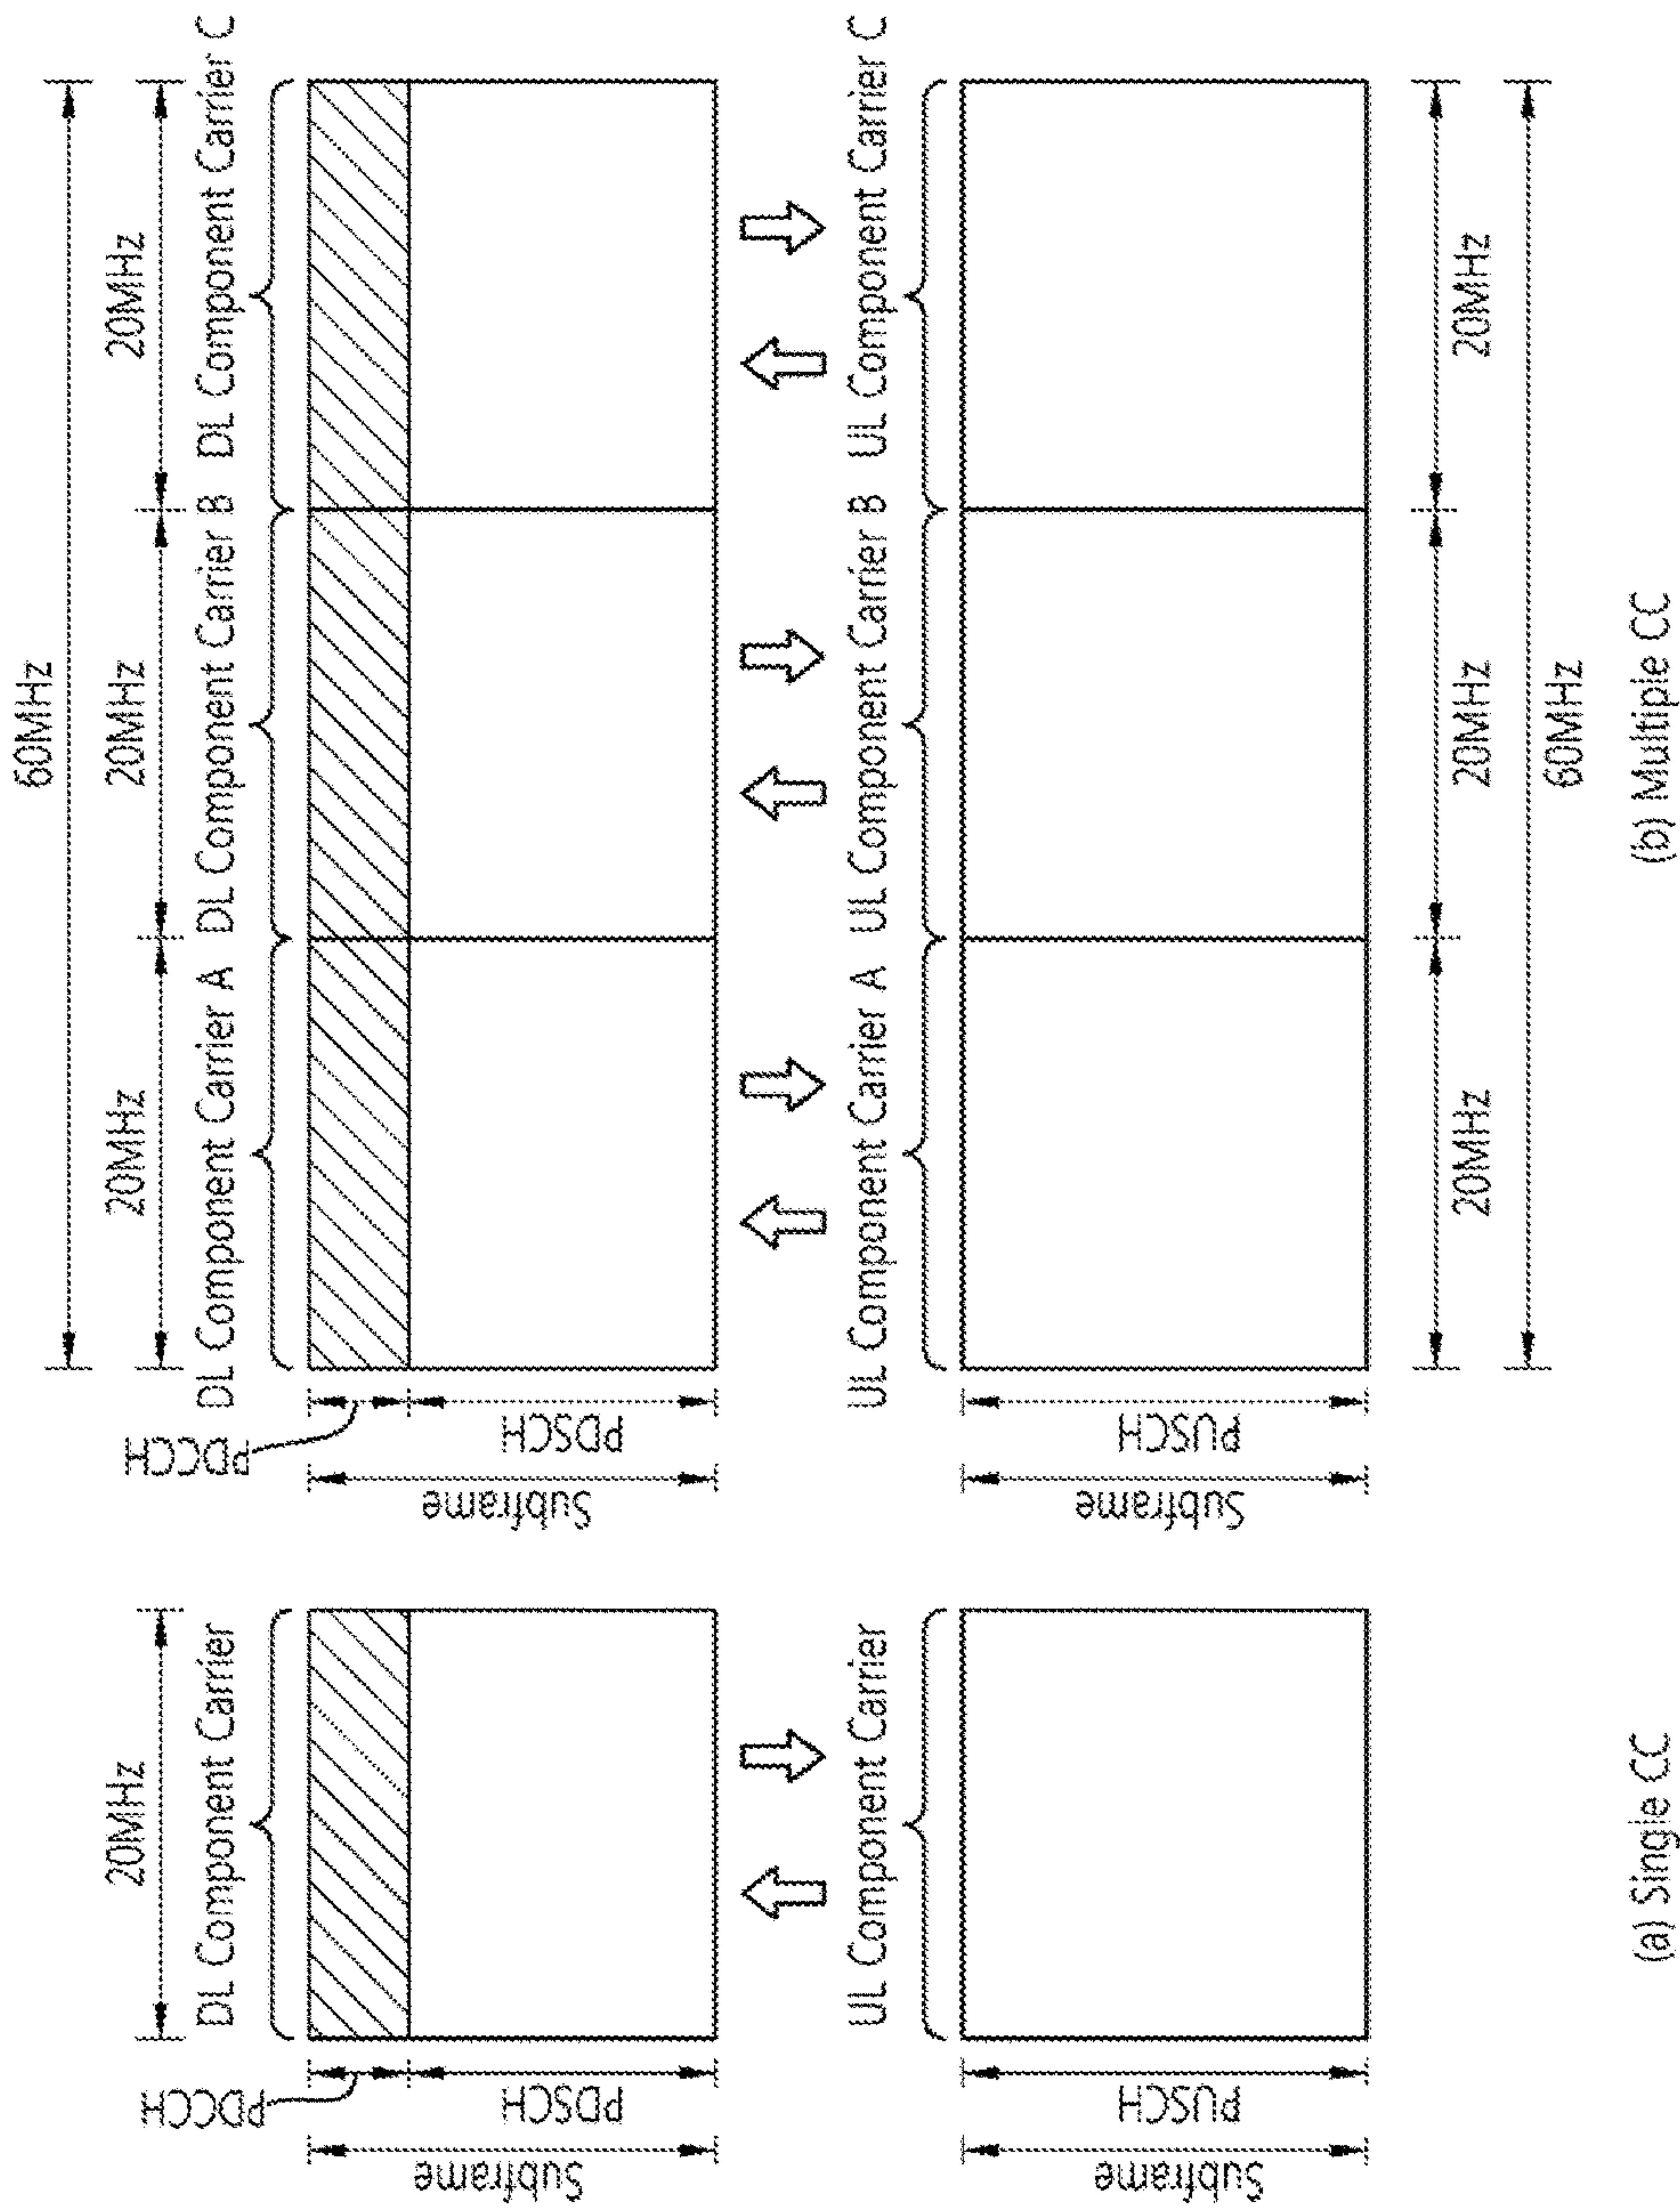 20MHz
DL Component Carrier
PDCCH
PDSCH
Subframe
UL Component Carrier
PUSCH
Subframe
(a) Single CC
60MHz
20MHz
20MHz
20MHz
DL Component Carrier A
DL Component Carrier B
DL Component Carrier C
PDCCH
PDSCH
Subframe
UL Component Carrier A
UL Component Carrier B
UL Component Carrier C
PUSCH
Subframe
20MHz
20MHz
20MHz
60MHz
(b) Multiple CC